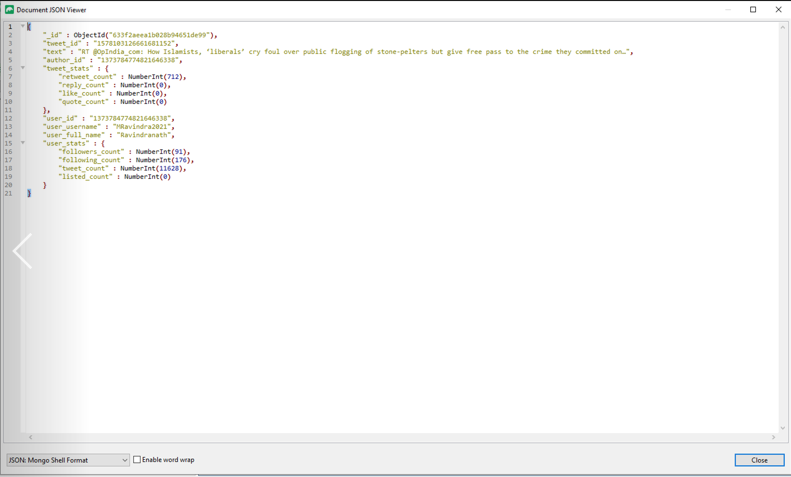 Document JSON Viewer
1 {
2 "_id" : ObjectId("633f2aeea1b028b94651de99"),
3 "tweet_id" : "1578103126661681152",
4 "text" : "RT @OpIndia_com: How Islamists, ‘liberals’ cry foul over public flogging of stone-pelters but give free pass to the crime they committed on…",
5 "author_id" : "1373784774821646338",
6 "tweet_stats" : {
7 "retweet_count" : NumberInt(712),
8 "reply_count" : NumberInt(0),
9 "like_count" : NumberInt(0),
10 "quote_count" : NumberInt(0)
11 },
12 "user_id" : "1373784774821646338",
13 "user_username" : "MRavindra2021",
14 "user_full_name" : "Ravindranath",
15 "user_stats" : {
16 "followers_count" : NumberInt(91),
17 "following_count" : NumberInt(176),
18 "tweet_count" : NumberInt(11628),
19 "listed_count" : NumberInt(0)
20 }
21 }
JSON: Mongo Shell Format
Enable word wrap
Close